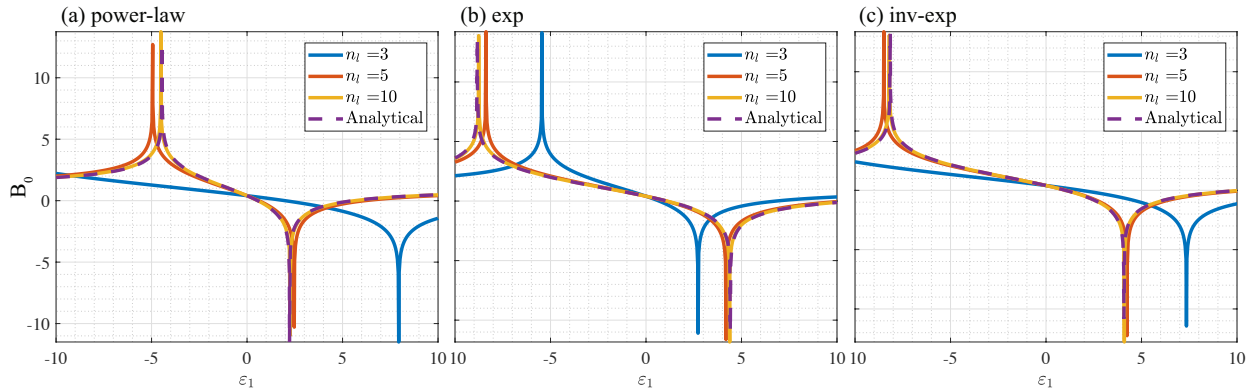 (a) power-law
(b) exp
(c) inv-exp
B₀
10
5
0
-5
-10
n_l =3
n_l =5
n_l =10
Analytical
n_l =3
n_l =5
n_l =10
Analytical
n_l =3
n_l =5
n_l =10
Analytical
-10 -5 0 5 10
-10 -5 0 5 10
-10 -5 0 5 10
ε₁
ε₁
ε₁